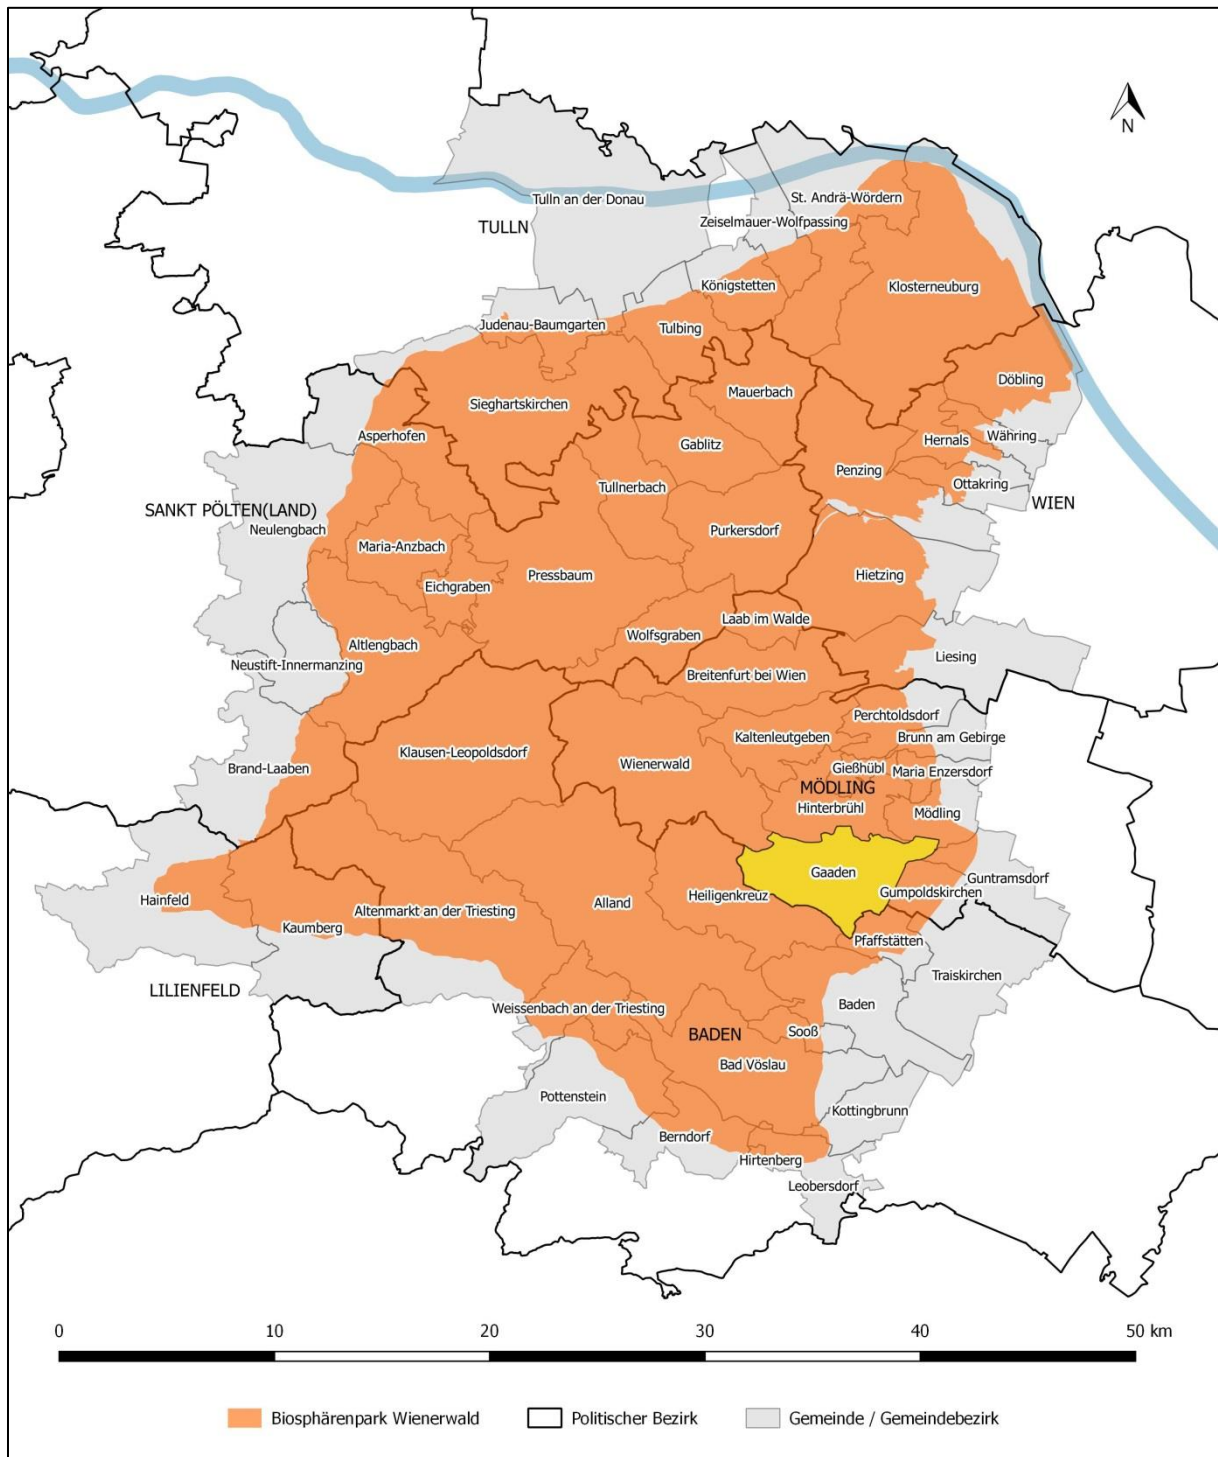 N
Tulln an der Donau
St. Andrä-Wördern
Zeiselmauer-Wolfpassing
TULLN
Königstetten
Klosterneuburg
Judenau-Baumgarten
Tulbing
Döbling
Mauerbach
Sieghartskirchen
Asperhofen
Gablitz
Hernals
Währing
Penzing
Ottakring
Tullnerbach
WIEN
SANKT PÖLTEN(LAND)
Neulengbach
Purkersdorf
Maria-Anzbach
Pressbaum
Hietzing
Eichgraben
Laab im Walde
Wolfsgraben
Altlengbach
Liesing
Neustift-Innermanzing
Breitenfurt bei Wien
Perchtoldsdorf
Kaltenleutgeben
Brunn am Gebirge
Klausen-Leopoldsdorf
Wienerwald
Brand-Laaben
Gießhübl
Maria Enzersdorf
MÖDLING
Hinterbrühl
Mödling
Gaaden
Guntramsdorf
Gumpoldskirchen
Heiligenkreuz
Hainfeld
Alland
Altenmarkt an der Triesting
Kaumberg
Pfaffstätten
Traiskirchen
LILIENFELD
Baden
Weissenbach an der Triesting
BADEN
Sooß
Bad Vöslau
Pottenstein
Kottingbrunn
Berndorf
Hirtenberg
Leobersdorf
0 10 20 30 40 50 km
Biosphärenpark Wienerwald Politischer Bezirk Gemeinde / Gemeindebezirk